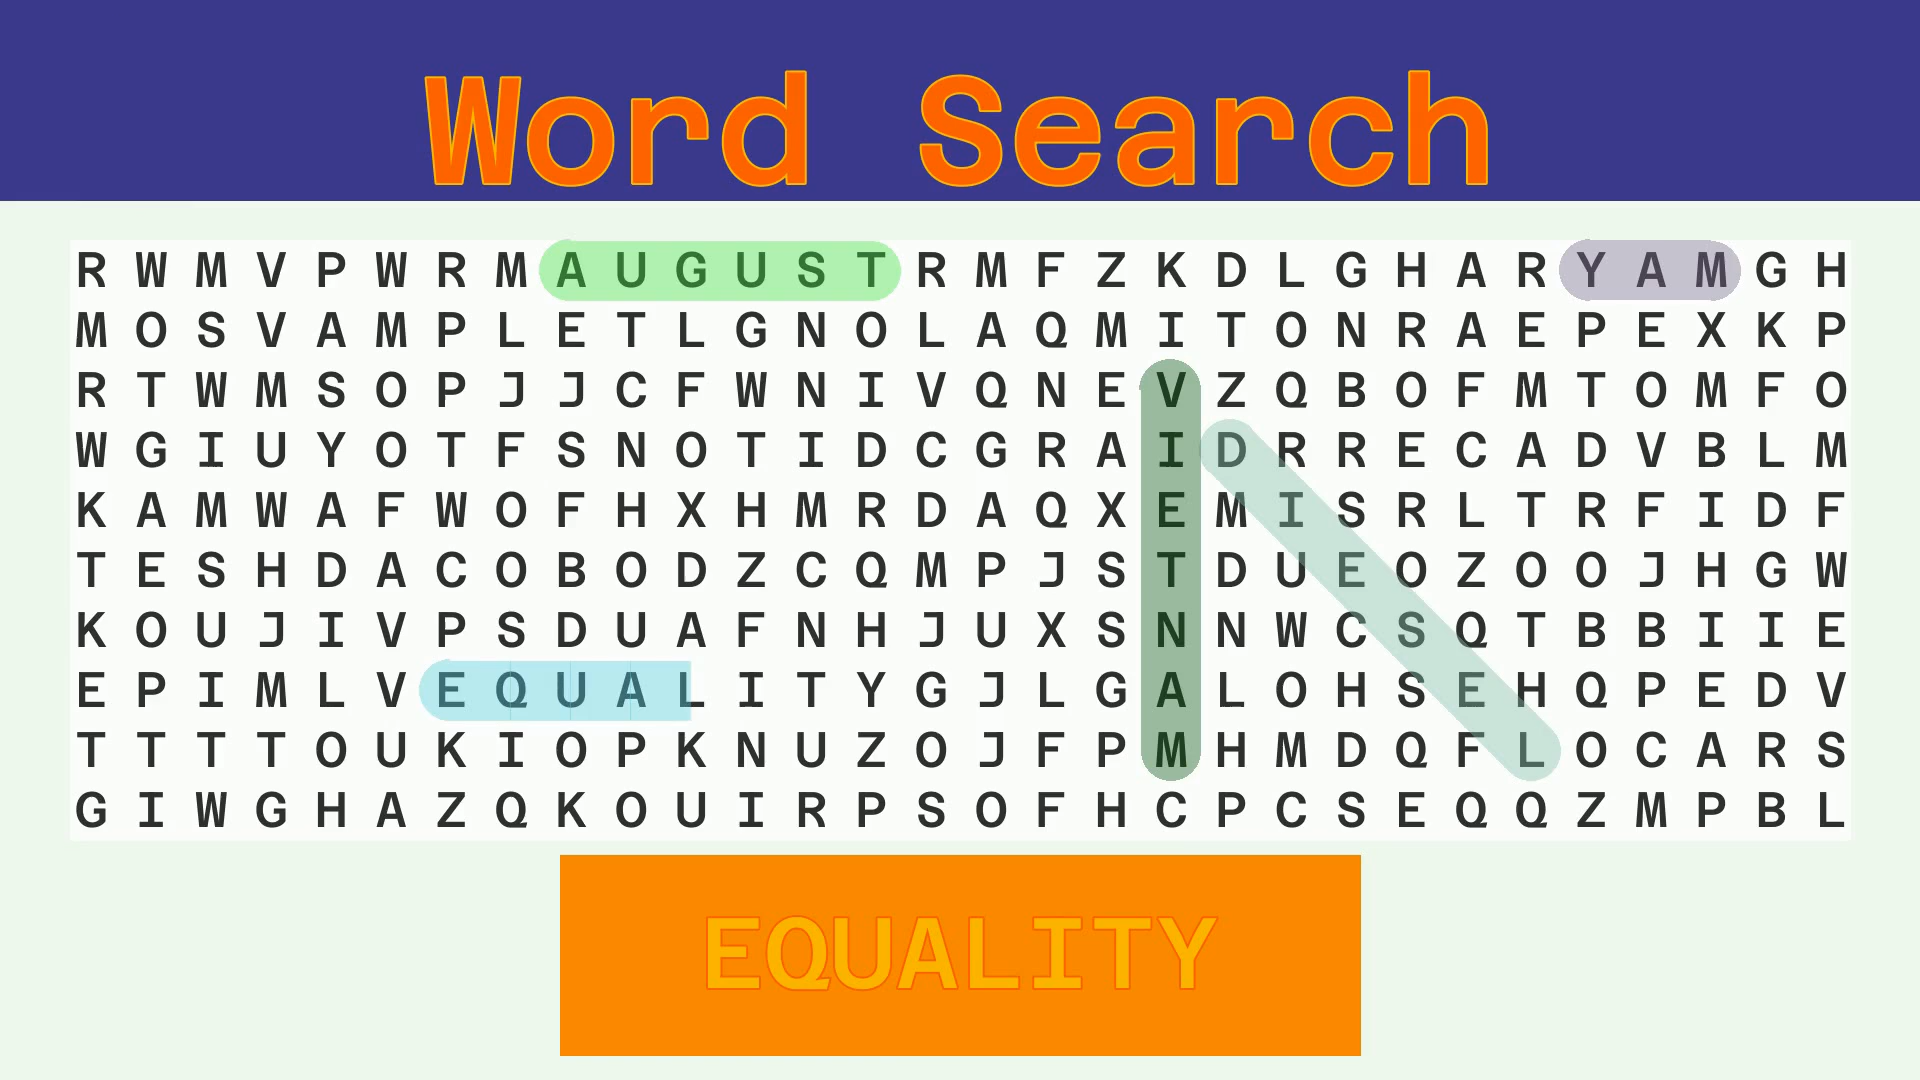 Word Search
R W M V P W R M A U G U S T R M F Z K D L G H A R Y A M G H
M O S V A M P L E T L G N O L A Q M I T O N R A E P E X K P
R T W M S O P J J C F W N I V Q N E V Z Q B O F M T O M F O
W G I U Y O T F S N O T I D C G R A I D R R E C A D V B L M
K A M W A F W O F H X H M R D A Q X E M I S R L T R F I D F
T E S H D A C O B O D Z C Q M P J S T D U E O Z O O J H G W
K O U J I V P S D U A F N H J U X S N N W C S Q T B B I I E
E P I M L V E Q U A L I T Y G J L G A L O H S E H Q P E D V
T T T T O U K I O P K N U Z O J F P M H M D Q F L O C A R S
G I W G H A Z Q K O U I R P S O F H C P C S E Q Q Z M P B L
EQUALITY